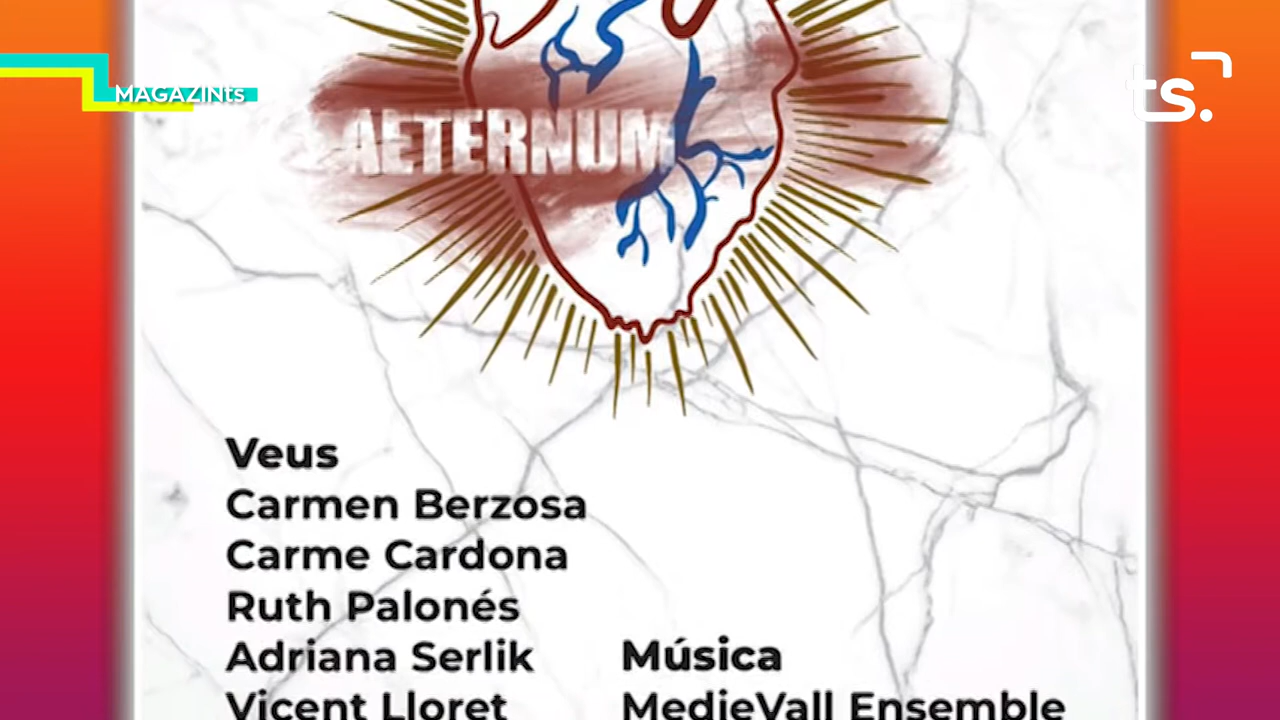 MAGAZINts
ts.
AETERNUM
Veus
Carmen Berzosa
Carme Cardona
Ruth Palonés
Adriana Serlik
Vicent Lloret
Música
MedieVall Ensemble